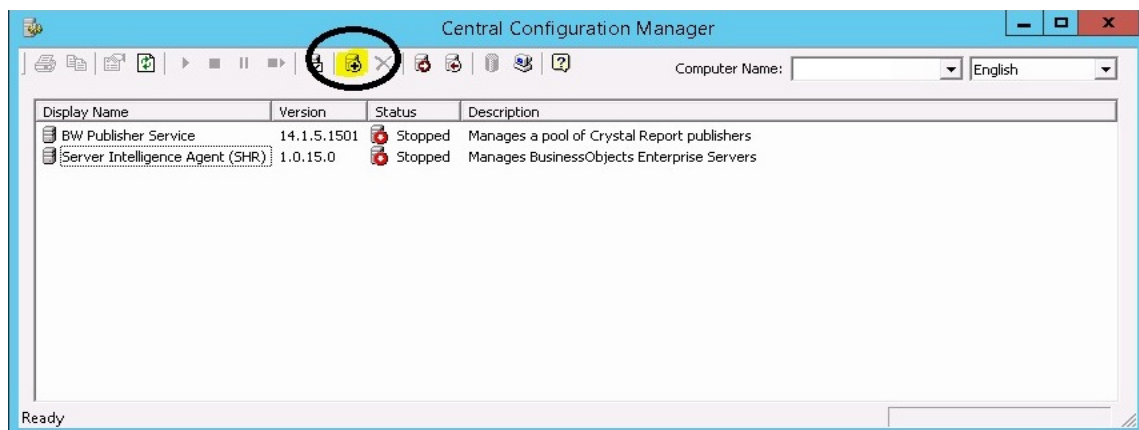 Central Configuration Manager
Computer Name: English
Display Name Version Status Description
BW Publisher Service 14.1.5.1501 Stopped Manages a pool of Crystal Report publishers
Server Intelligence Agent (SHR) 1.0.15.0 Stopped Manages BusinessObjects Enterprise Servers
Ready